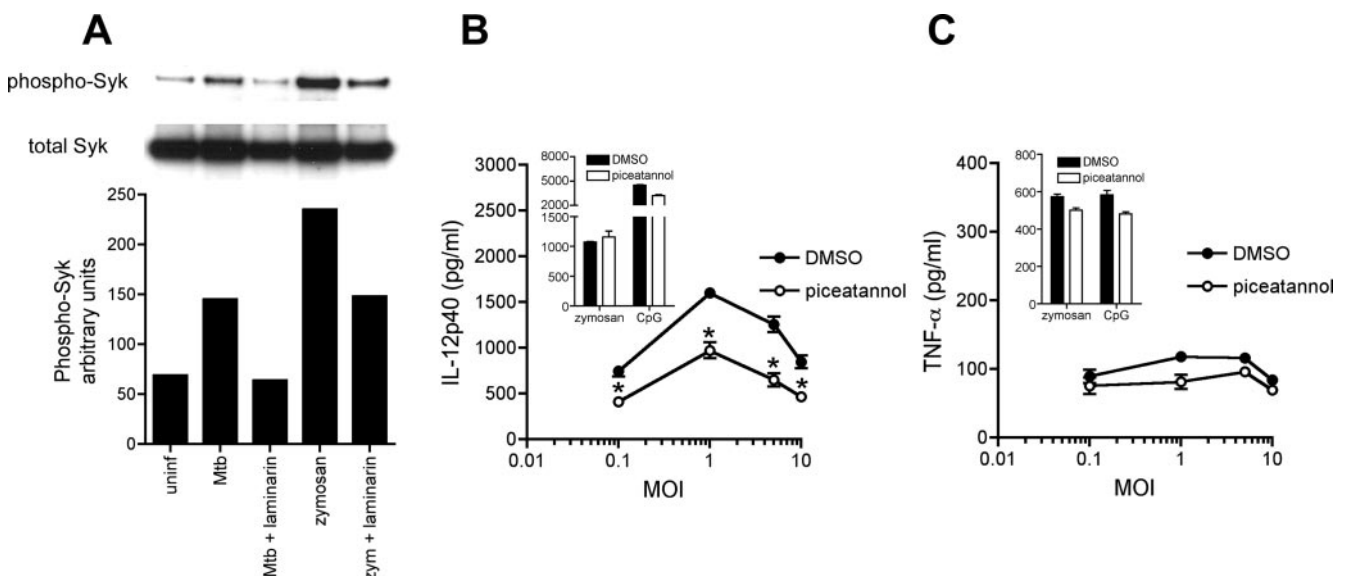 A
phospho-Syk
total Syk
Phospho-Syk
arbitrary units
250
200
150
100
50
0
uninf
Mtb
Mtb + laminarin
zymosan
zym + laminarin
B
IL-12p40 (pg/ml)
3000
2500
2000
1500
1000
500
0
0.01
0.1
1
10
MOI
8000
5000
2000
1500
1000
500
0
DMSO
piceatannol
zymosan
CpG
DMSO
piceatannol
*
*
*
*
C
TNF-α (pg/ml)
400
300
200
100
0
0.01
0.1
1
10
MOI
800
600
400
200
0
DMSO
piceatannol
zymosan
CpG
DMSO
piceatannol